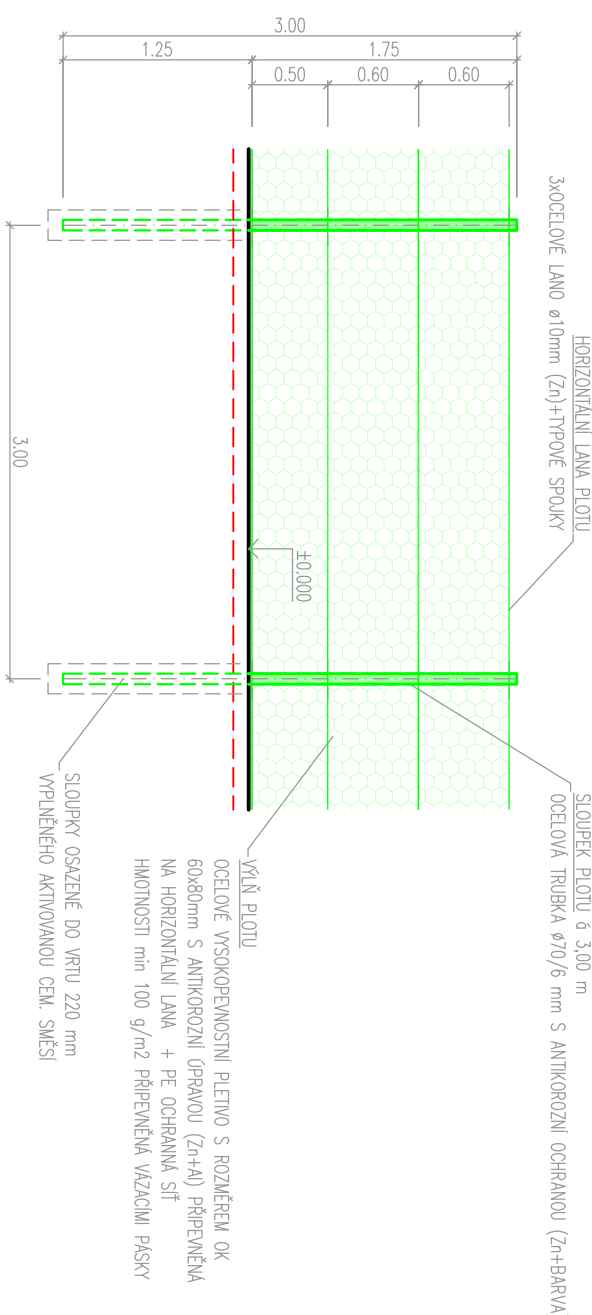 HORIZONTÁLNÍ LANA PLOTU
3xOCELOVÉ LANO ø10mm (Zn)+TYPOVÉ SPOJKY
SLOUPEK PLOTU á 3,00 m
OCELOVÁ TRUBKA Ø70/6 mm S ANTIKOROZNÍ OCHRANOU (Zn+BARVA
3.00
1.75
1.25
0.60
0.60
0.50
±0.000
3.00
VÝLŇ PLOTU
OCELOVÉ VYSOKOPEVNOSTNÍ PLETIVO S ROZMĚREM OK
60x80mm S ANTIKOROZNÍ ÚPRAVOU (Zn+Al) PŘIPEVNĚNÁ
NA HORIZONTÁLNÍ LANA + PE OCHRANNÁ SÍŤ
HMOTNOSTI min 100 g/m2 PŘIPEVNĚNÁ VÁZACÍMI PÁSKY
SLOUPKY OSAZENÉ DO VRTU 220 mm
VYPLNĚNÉHO AKTIVOVANOU CEM. SMĚSÍ